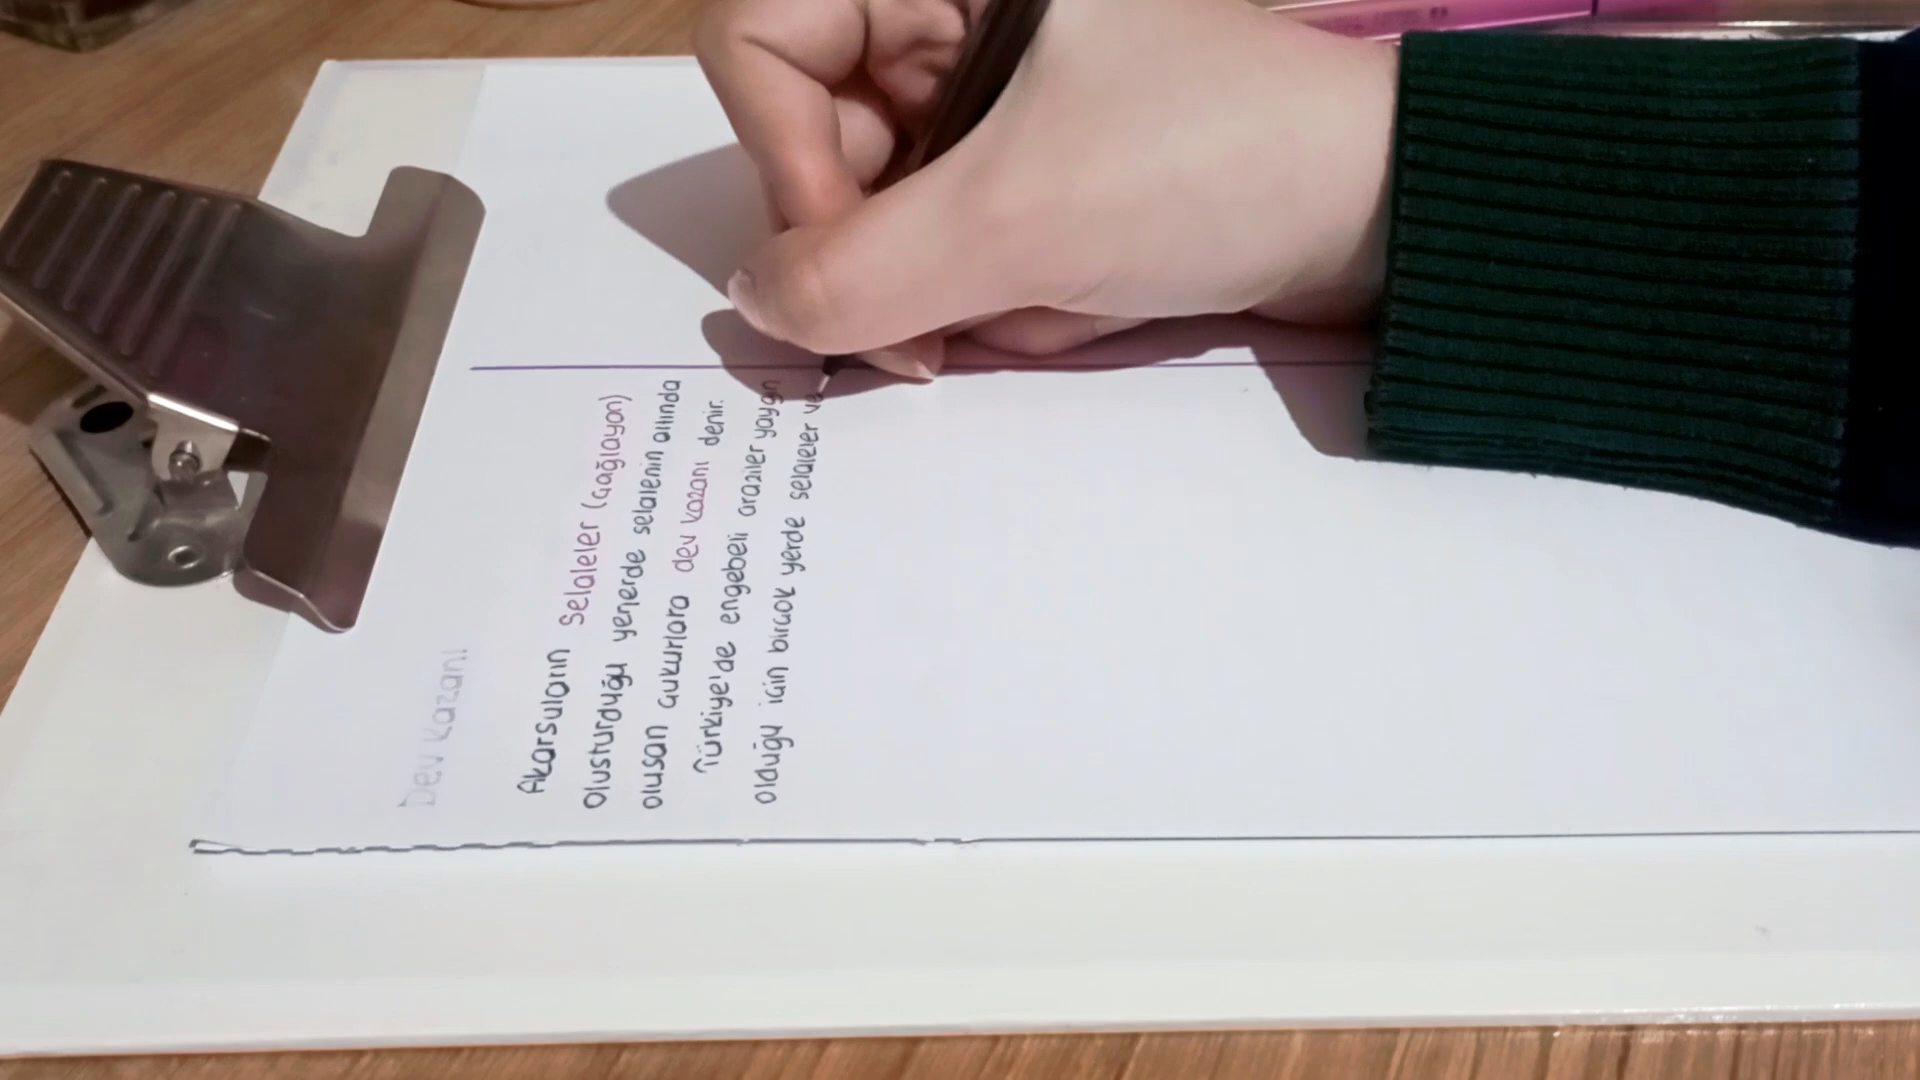 Dev Kazanı
Akarsuların Şelaleler (Çağlayan)
Oluşturduğu yererde şelalenin altında
oluşan çukurlara dev kazanı denir.
Türkiye'de engebeli araziler yaygın
olduğu için birçok yerde şelaleler ve